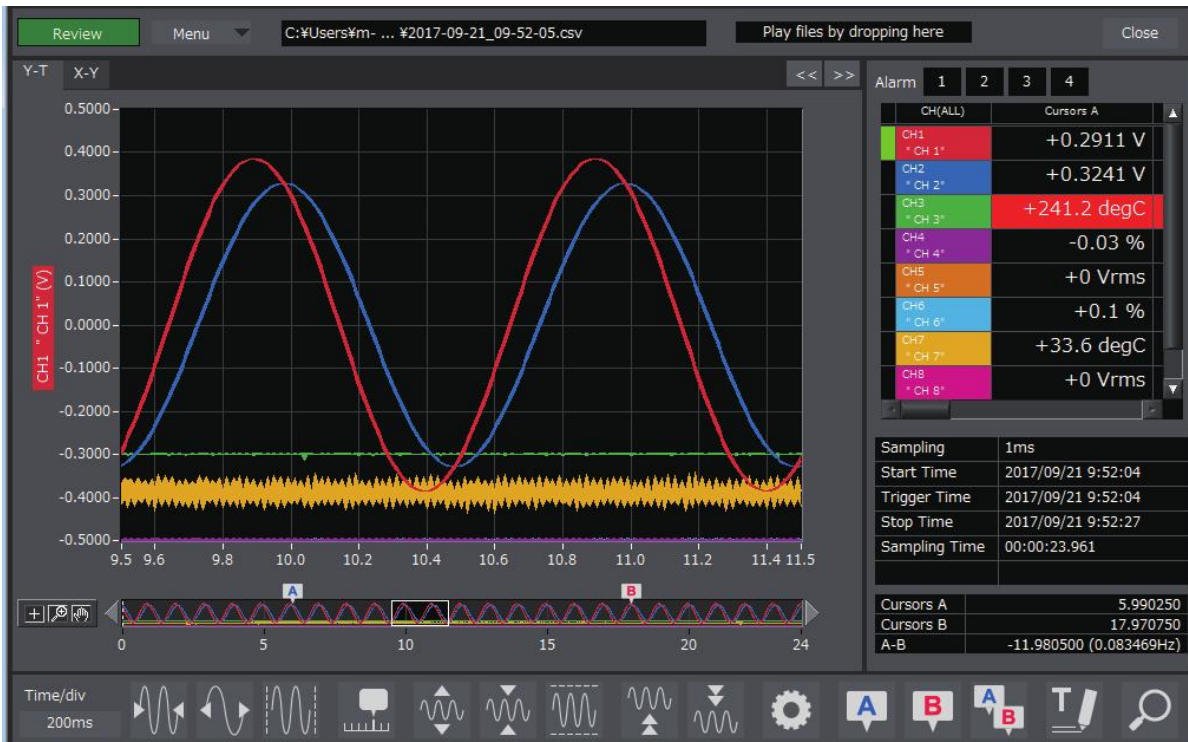 Review
Menu
C:¥Users¥m- ... ¥2017-09-21_09-52-05.csv
Play files by dropping here
Close
Y-T
X-Y
<<
>>
0.5000
0.4000
0.3000
0.2000
0.1000
0.0000
-0.1000
-0.2000
-0.3000
-0.4000
-0.5000
CH1 " CH 1" (V)
9.5 9.6 9.8 10.0 10.2 10.4 10.6 10.8 11.0 11.2 11.4 11.5
A B
0 5 10 15 20 24
Alarm 1 2 3 4
CH(ALL) Cursors A
CH1
" CH 1"
+0.2911 V
CH2
" CH 2"
+0.3241 V
CH3
" CH 3"
+241.2 degC
CH4
" CH 4"
-0.03 %
CH5
" CH 5"
+0 Vrms
CH6
" CH 6"
+0.1 %
CH7
" CH 7"
+33.6 degC
CH8
" CH 8"
+0 Vrms
Sampling 1ms
Start Time 2017/09/21 9:52:04
Trigger Time 2017/09/21 9:52:04
Stop Time 2017/09/21 9:52:27
Sampling Time 00:00:23.961
Cursors A 5.990250
Cursors B 17.970750
A-B -11.980500 (0.083469Hz)
Time/div
200ms
A
B
A B
T